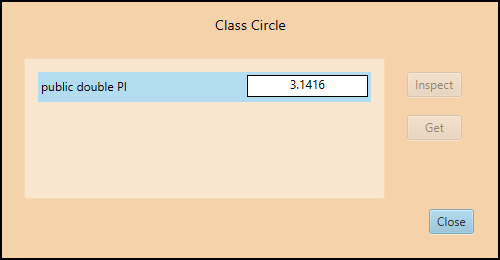 Class Circle
public double PI 3.1416
Inspect
Get
Close